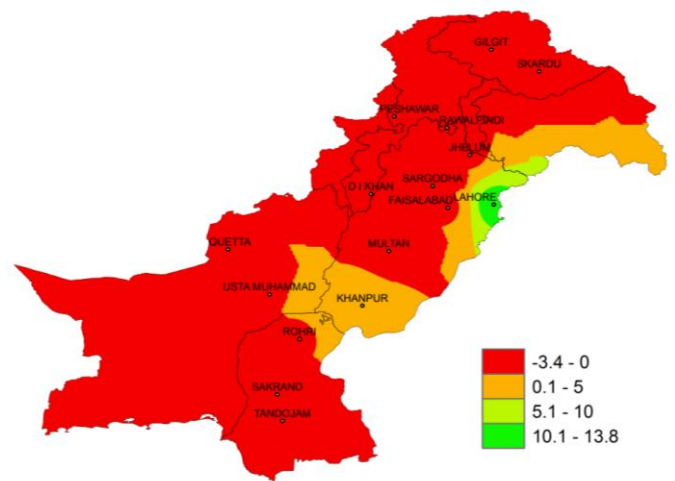 GILGIT
SKARDU
PESHAWAR
RAWALPINDI
JHELUM
SARGODHA
D I KHAN
FAISALABAD
LAHORE
QUETTA
MULTAN
USTA MUHAMMAD
KHANPUR
ROHRI
SAKRAND
TANDOJAM
-3.4 - 0
0.1 - 5
5.1 - 10
10.1 - 13.8